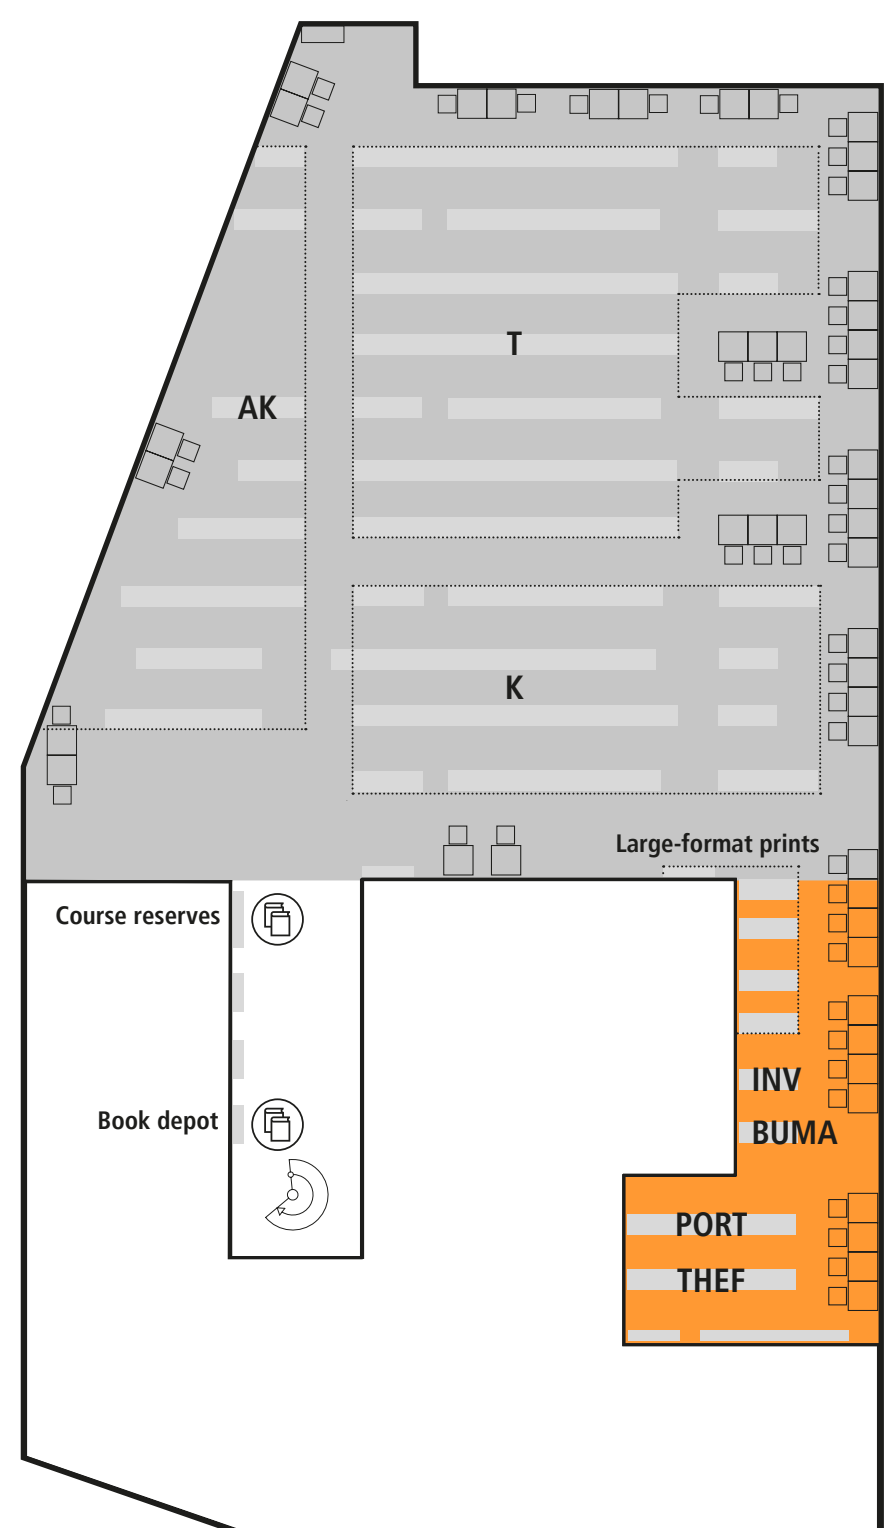 T
AK
K
Large-format prints
Course reserves
INV
Book depot
BUMA
PORT
THEF